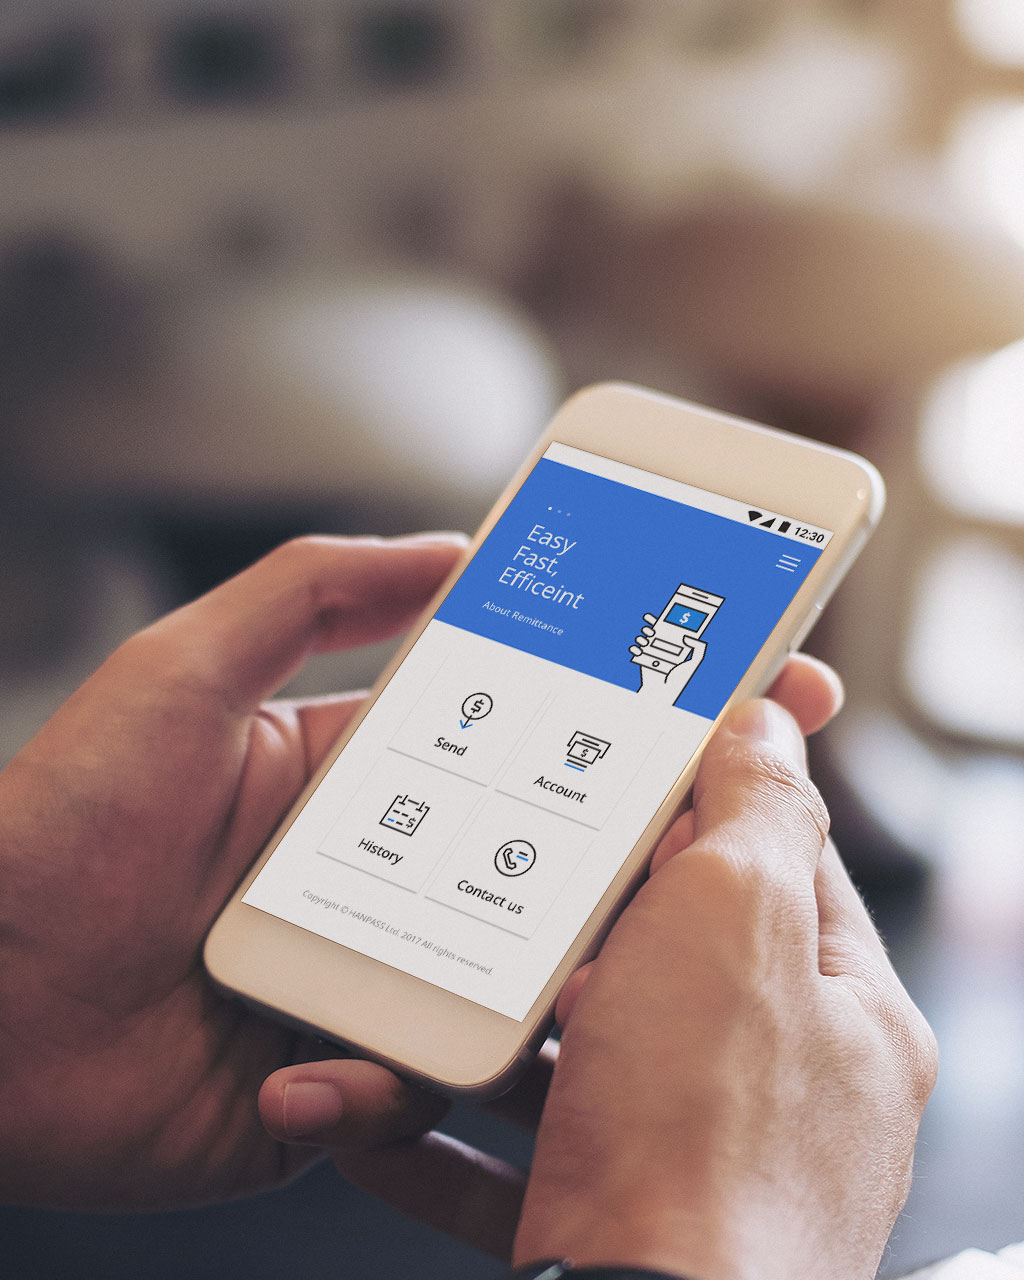 12:30
Easy
Fast,
Efficeint
About Remittance
$
$
Send
$
Account
$
History
Contact us
Copyright © HANPASS Ltd. 2017 All rights reserved.